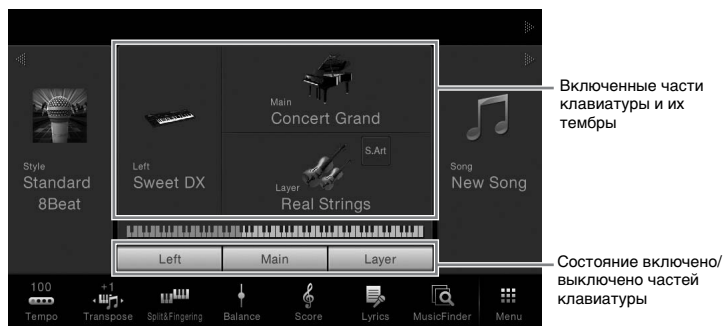 Main
Concert Grand
Left
Sweet DX
S.Art
Layer
Real Strings
Style
Standard
8Beat
Song
New Song
Left
Main
Layer
100
Tempo
+1
Transpose
Split&Fingering
Balance
Score
Lyrics
MusicFinder
Menu
Включенные части
клавиатуры и их
тембры
Состояние включено/
выключено частей
клавиатуры